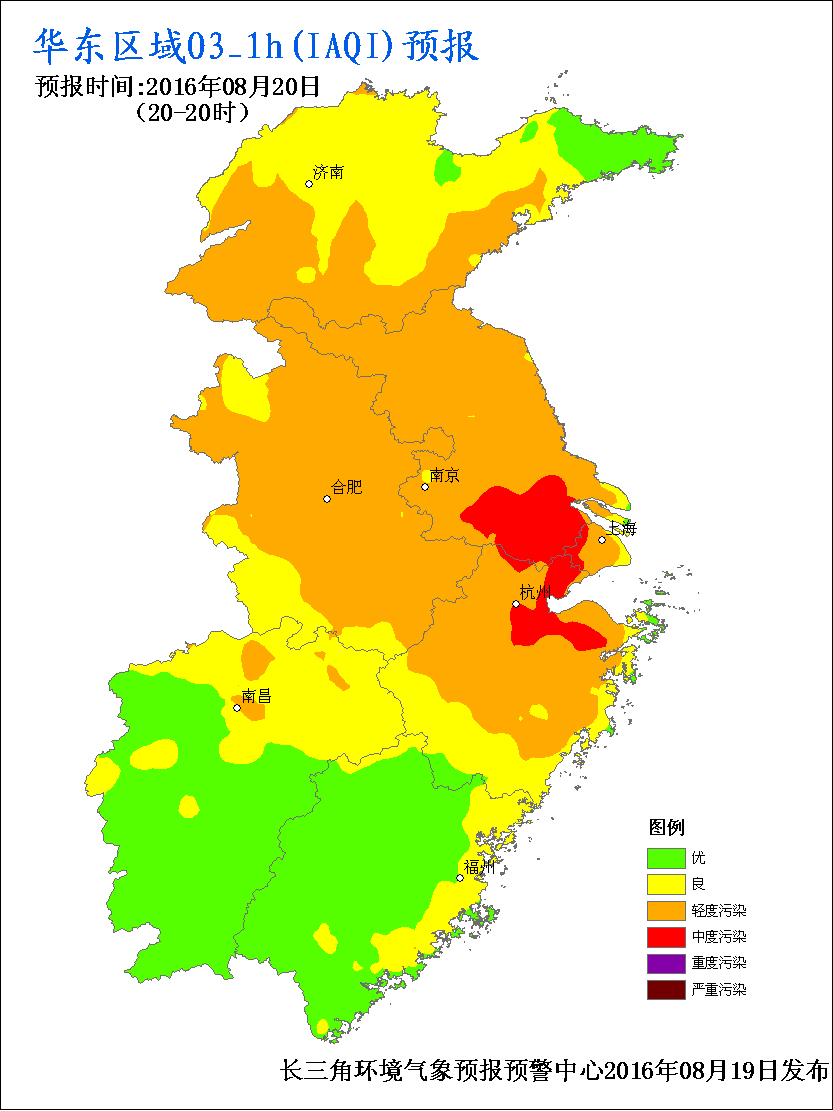 华东区域O3_1h(IAQI)预报
预报时间:2016年08月20日
(20-20时)
济南
南京
合肥
上海
杭州
南昌
福州
图例
优
良
轻度污染
中度污染
重度污染
严重污染
长三角环境气象预报预警中心2016年08月19日发布